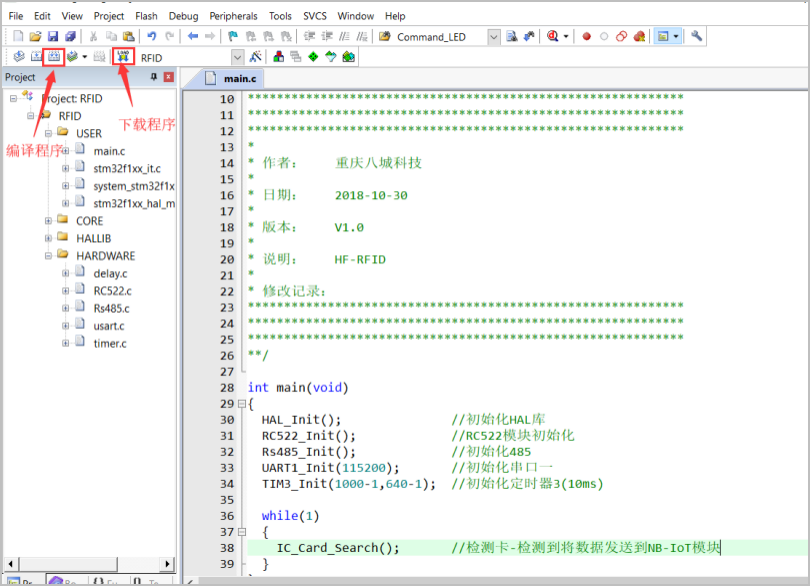 File Edit View Project Flash Debug Peripherals Tools SVCS Window Help
Command_LED
LOAD RFID
Project
main.c
Project: RFID
RFID
USER
main.c
stm32f1xx_it.c
system_stm32f1x
stm32f1xx_hal_m
CORE
HALLIB
HARDWARE
delay.c
RC522.c
Rs485.c
usart.c
timer.c
编译程序
下载程序
10 ************************************************************
11 ************************************************************
12 ************************************************************
13 *
14 * 作者： 重庆八城科技
15 *
16 * 日期： 2018-10-30
17 *
18 * 版本： V1.0
19 *
20 * 说明： HF-RFID
21 *
22 * 修改记录：
23 ************************************************************
24 ************************************************************
25 ************************************************************
26 **/
27
28 int main(void)
29 {
30 HAL_Init(); //初始化HAL库
31 RC522_Init(); //RC522模块初始化
32 Rs485_Init(); //初始化485
33 UART1_Init(115200); //初始化串口一
34 TIM3_Init(1000-1,640-1); //初始化定时器3(10ms)
35
36 while(1)
37 {
38 IC_Card_Search(); //检测卡-检测到将数据发送到NB-IoT模块
39 }